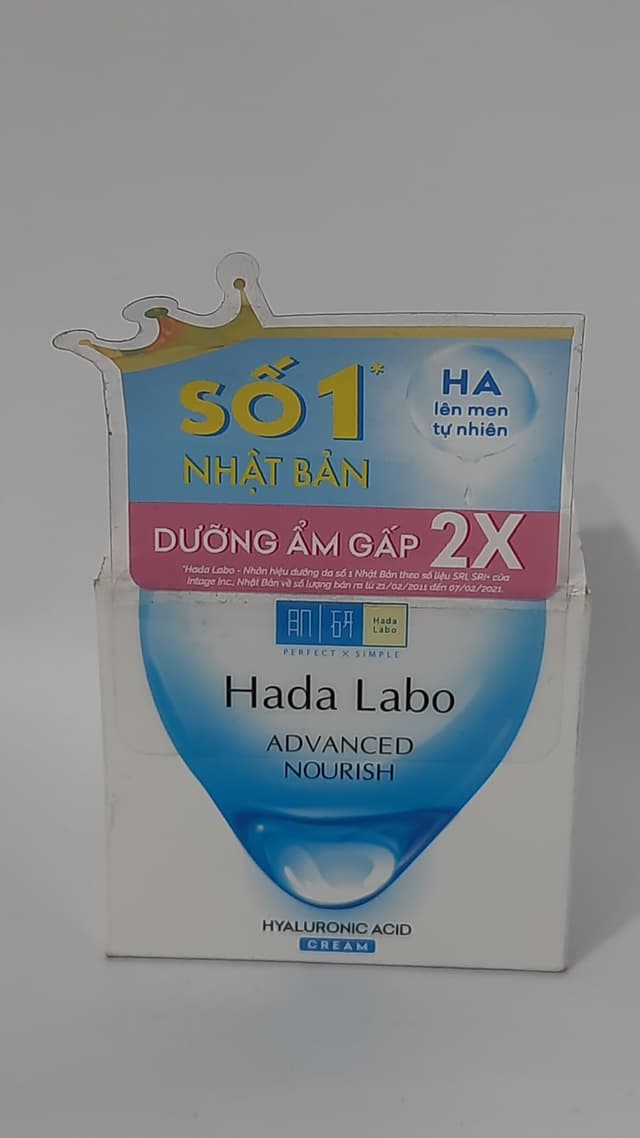 SỐ 1*
NHẬT BẢN
HA
lên men
tự nhiên
DƯỠNG ẨM GẤP 2X
*Hada Labo - Nhãn hiệu dưỡng da số 1 Nhật Bản theo số liệu SRI, SRI+ của
Intage Inc., Nhật Bản về số lượng bán ra từ 21/02/2011 đến 07/02/2021.
Hada
Labo
PERFECT × SIMPLE
Hada Labo
ADVANCED
NOURISH
HYALURONIC ACID
CREAM